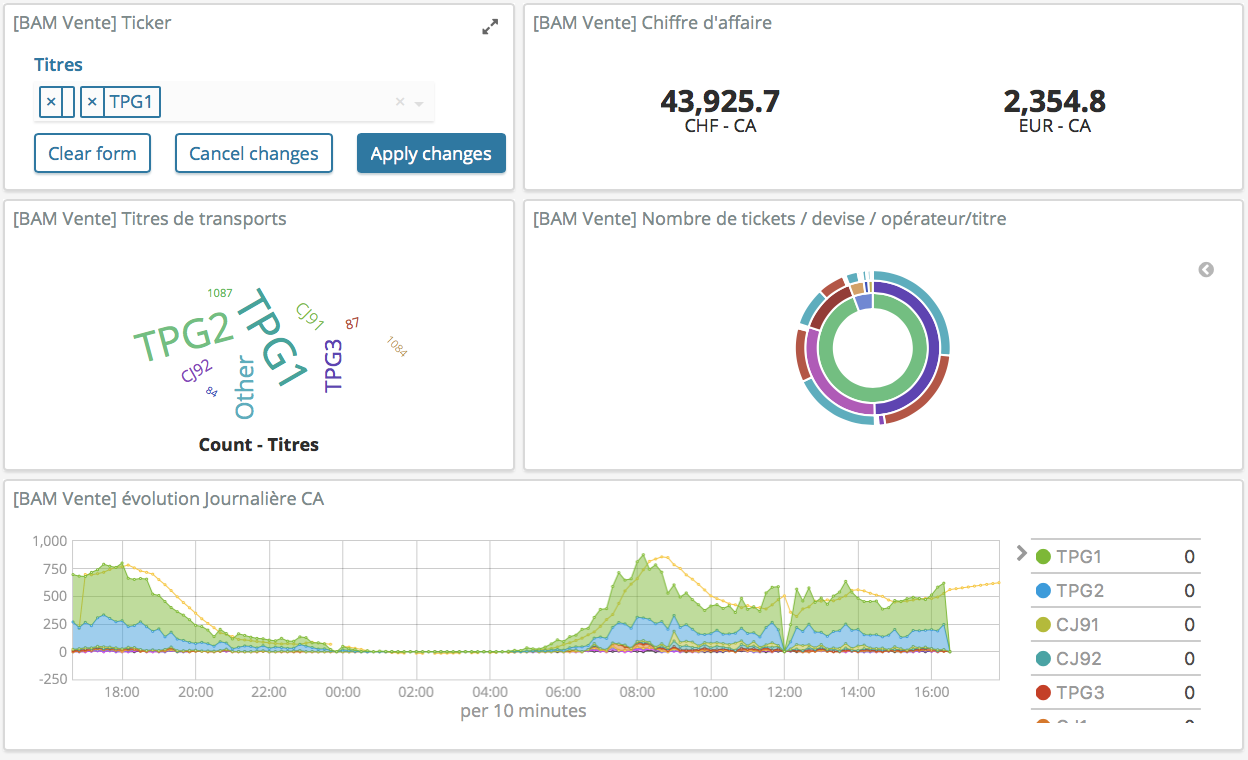 [BAM Vente] Ticker
Titres
× × TPG1 ×
Clear form Cancel changes Apply changes
[BAM Vente] Chiffre d'affaire
43,925.7 2,354.8
CHF - CA EUR - CA
[BAM Vente] Titres de transports
1087
TPG2
TPG1
CJ91
87
1084
TPG3
CJ92
84
Other
Count - Titres
[BAM Vente] Nombre de tickets / devise / opérateur/titre
[BAM Vente] évolution Journalière CA
1,000
750
500
250
0
-250
18:00 20:00 22:00 00:00 02:00 04:00 06:00 08:00 10:00 12:00 14:00 16:00
per 10 minutes
TPG1 0
TPG2 0
CJ91 0
CJ92 0
TPG3 0